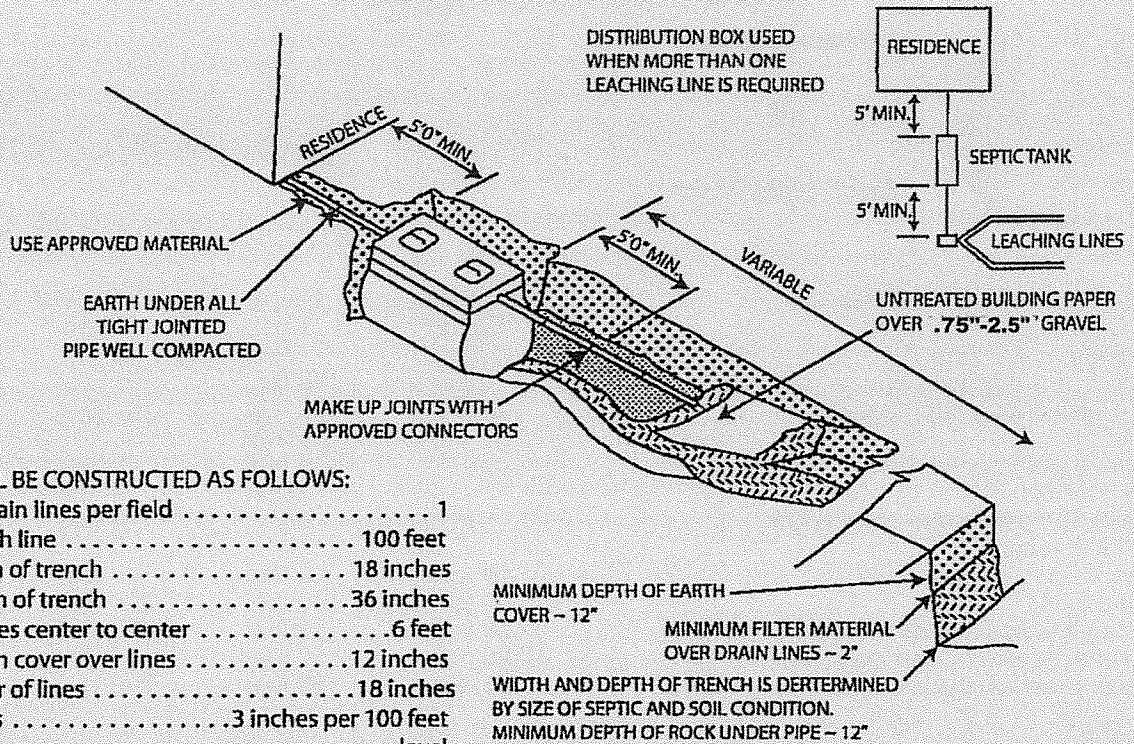 DISTRIBUTION BOX USED
WHEN MORE THAN ONE
LEACHING LINE IS REQUIRED
RESIDENCE
5' MIN.
SEPTIC TANK
5' MIN.
LEACHING LINES
RESIDENCE
5'0" MIN.
USE APPROVED MATERIAL
EARTH UNDER ALL
TIGHT JOINTED
PIPE WELL COMPACTED
5'0" MIN.
VARIABLE
UNTREATED BUILDING PAPER
OVER .75"-2.5" GRAVEL
MAKE UP JOINTS WITH
APPROVED CONNECTORS
BE CONSTRUCTED AS FOLLOWS:
lines per field . . . . . . . . . . . . . . . . . 1
line . . . . . . . . . . . . . . . . . . . . 100 feet
of trench . . . . . . . . . . . . . . . . . 18 inches
of trench . . . . . . . . . . . . . . . . . 36 inches
center to center . . . . . . . . . . . . . 6 feet
cover over lines . . . . . . . . . . . 12 inches
of lines . . . . . . . . . . . . . . . . . . 18 inches
. . . . . . . . . . . . . . 3 inches per 100 feet
MINIMUM DEPTH OF EARTH
COVER – 12"
MINIMUM FILTER MATERIAL
OVER DRAIN LINES – 2"
WIDTH AND DEPTH OF TRENCH IS DERTERMINED
BY SIZE OF SEPTIC AND SOIL CONDITION.
MINIMUM DEPTH OF ROCK UNDER PIPE – 12"